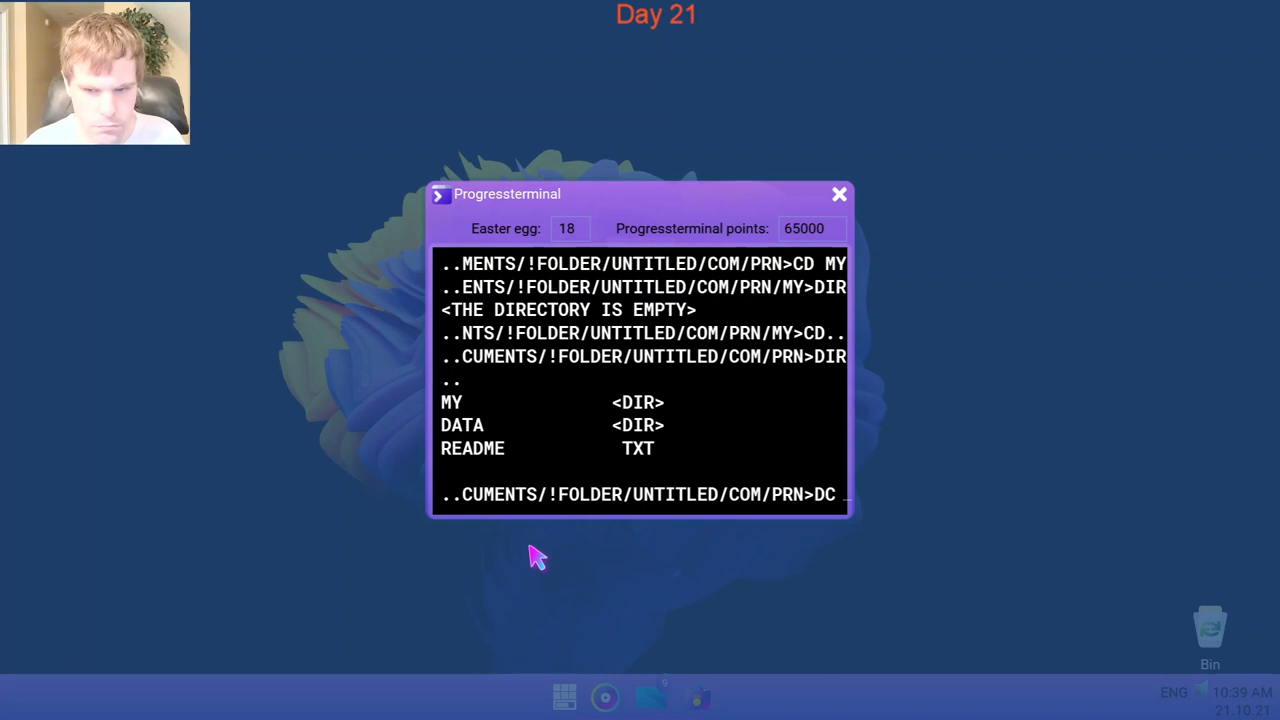 Day 21
Progressterminal
Easter egg: 18 Progressterminal points: 65000
..MENTS/!FOLDER/UNTITLED/COM/PRN>CD MY
..ENTS/!FOLDER/UNTITLED/COM/PRN/MY>DIR
<THE DIRECTORY IS EMPTY>
..NTS/!FOLDER/UNTITLED/COM/PRN/MY>CD..
..CUMENTS/!FOLDER/UNTITLED/COM/PRN>DIR
..
MY <DIR>
DATA <DIR>
README TXT
..CUMENTS/!FOLDER/UNTITLED/COM/PRN>DC _
Bin
9
ENG 10:39 AM
21.10.21